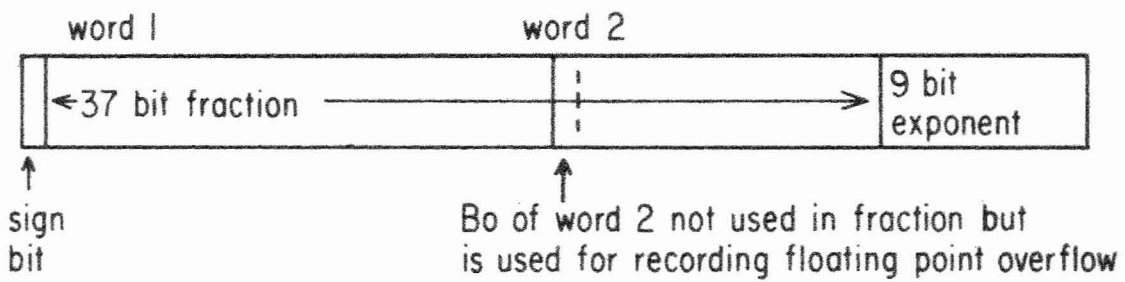 word 1
word 2
37 bit fraction
9 bit
exponent
sign
bit
Bo of word 2 not used in fraction but
is used for recording floating point overflow